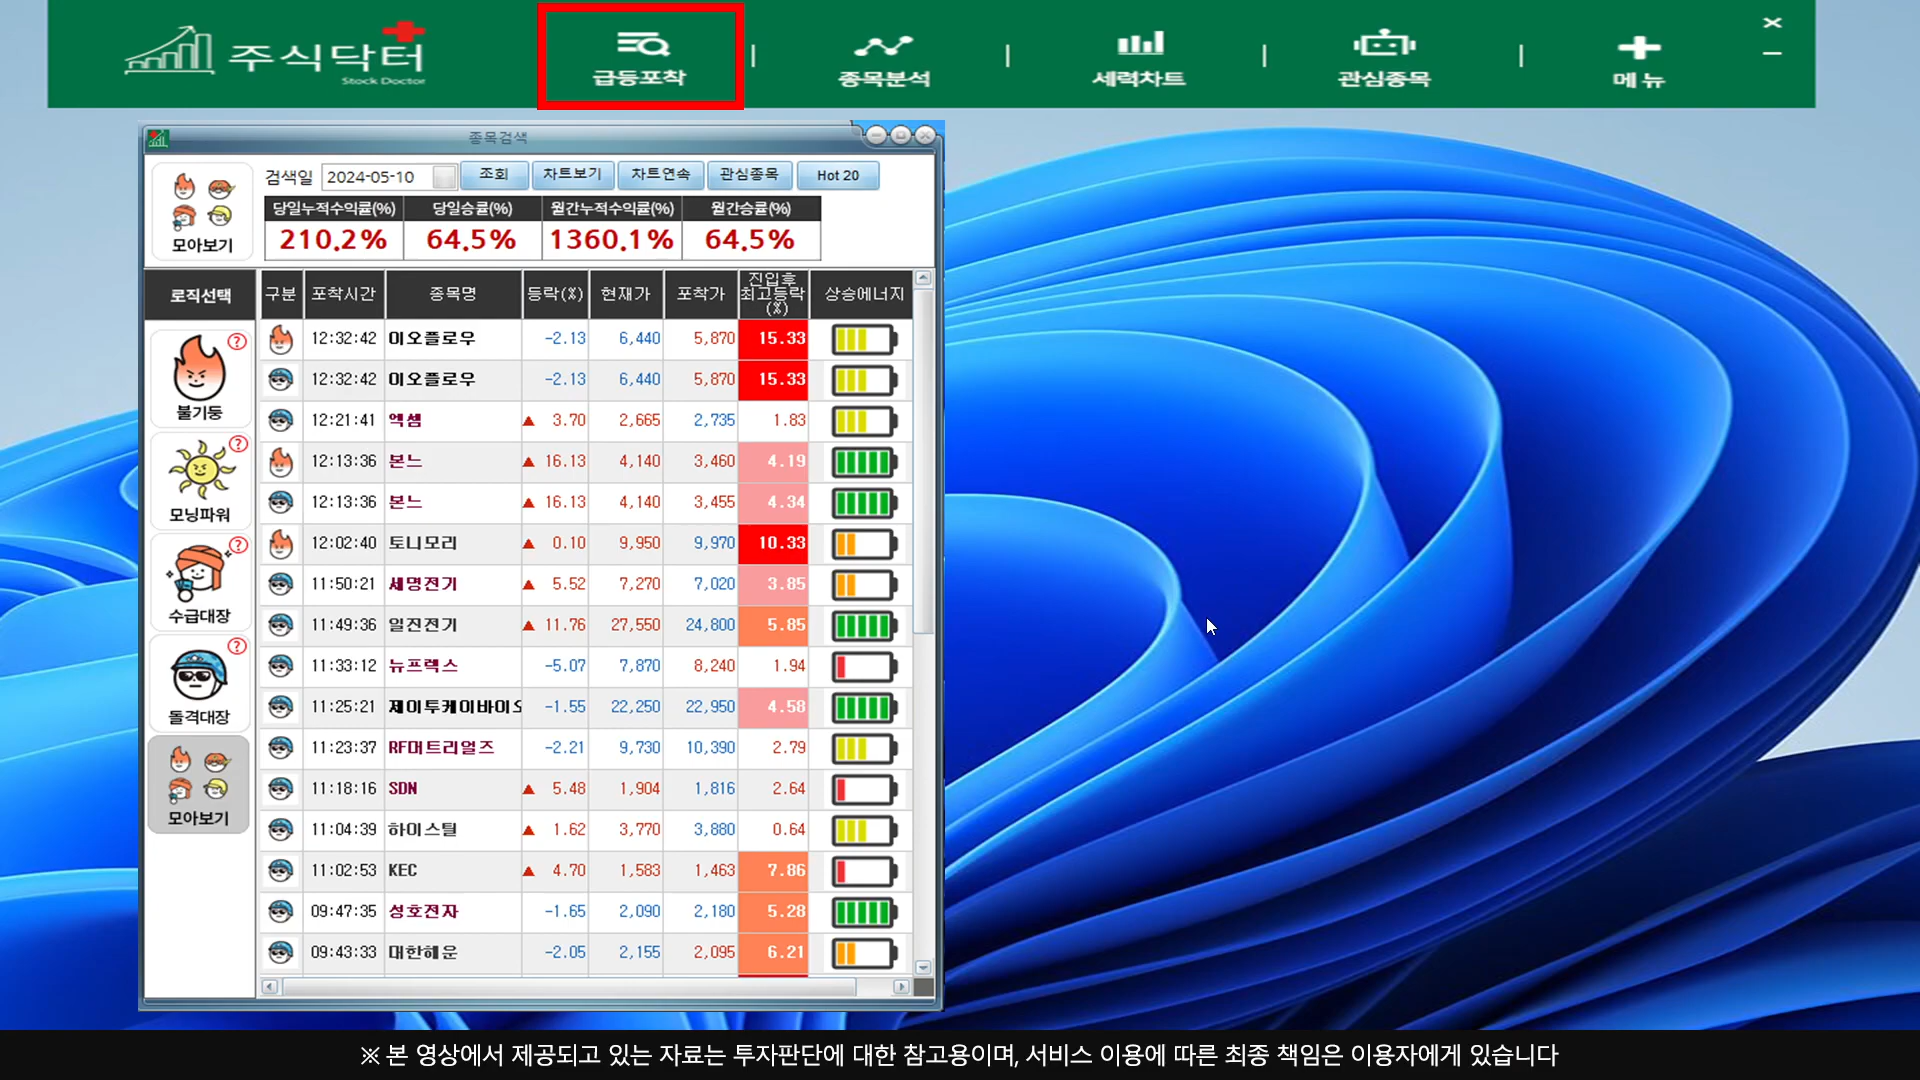 주식닥터
Stock Doctor
급등포착
종목분석
세력차트
관심종목
메뉴
종목검색
모아보기
검색일 2024-05-10 조회 차트보기 차트연속 관심종목 Hot 20
당일누적수익률(%) 당일승률(%) 월간누적수익률(%) 월간승률(%)
210.2% 64.5% 1360.1% 64.5%
로직선택
불기둥
모닝파워
수급대장
돌격대장
모아보기
구분 포착시간 종목명 등락(%) 현재가 포착가 진입후 최고등락 (%) 상승에너지
12:32:42 이오플로우 -2.13 6,440 5,870 15.33
12:32:42 이오플로우 -2.13 6,440 5,870 15.33
12:21:41 엑셈 ▲ 3.70 2,665 2,735 1.83
12:13:36 본느 ▲ 16.13 4,140 3,460 4.19
12:13:36 본느 ▲ 16.13 4,140 3,455 4.34
12:02:40 토니모리 ▲ 0.10 9,950 9,970 10.33
11:50:21 세명전기 ▲ 5.52 7,270 7,020 3.85
11:49:36 일진전기 ▲ 11.76 27,550 24,800 5.85
11:33:12 뉴프렉스 -5.07 7,870 8,240 1.94
11:25:21 제이투케이바이오 -1.55 22,250 22,950 4.58
11:23:37 RF머트리얼즈 -2.21 9,730 10,390 2.79
11:18:16 SDN ▲ 5.48 1,904 1,816 2.64
11:04:39 하이스틸 ▲ 1.62 3,770 3,880 0.64
11:02:53 KEC ▲ 4.70 1,583 1,463 7.86
09:47:35 성호전자 -1.65 2,090 2,180 5.28
09:43:33 대한해운 -2.05 2,155 2,095 6.21
※ 본 영상에서 제공되고 있는 자료는 투자판단에 대한 참고용이며, 서비스 이용에 따른 최종 책임은 이용자에게 있습니다